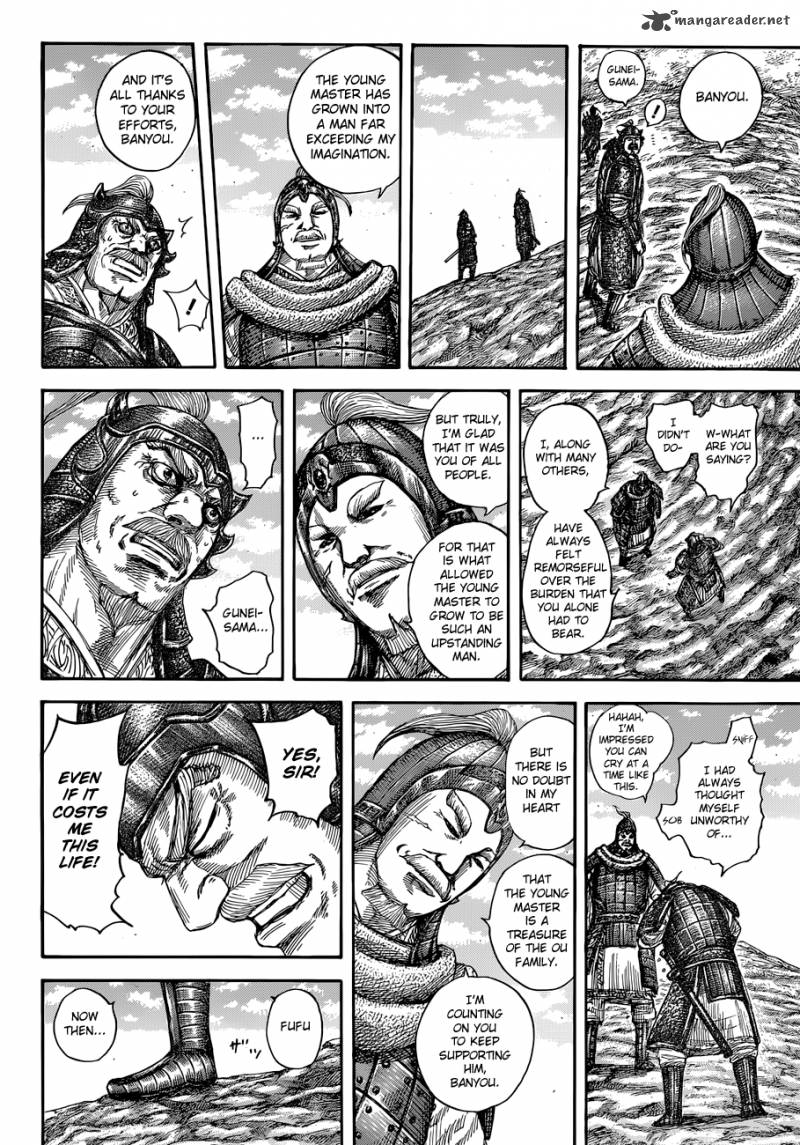 mangareader.net
BANYOU.
GUNEI-
SAMA.
!
THE YOUNG
MASTER HAS
GROWN INTO
A MAN FAR
EXCEEDING MY
IMAGINATION.
AND IT'S
ALL THANKS
TO YOUR
EFFORTS,
BANYOU.
!
W-WHAT
ARE YOU
SAYING?
I
DIDN'T
DO-
I, ALONG
WITH MANY
OTHERS,
HAVE
ALWAYS
FELT
REMORSEFUL
OVER THE
BURDEN THAT
YOU ALONE
HAD TO
BEAR.
BUT TRULY,
I'M GLAD
THAT IT WAS
YOU OF ALL
PEOPLE.
FOR THAT
IS WHAT
ALLOWED
THE YOUNG
MASTER TO
GROW TO BE
SUCH AN
UPSTANDING
MAN.
...
GUNEI-
SAMA...
SNIFF
I HAD
ALWAYS
THOUGHT
MYSELF
UNWORTHY
OF...
SOB
HAHAH,
I'M
IMPRESSED
YOU CAN
CRY AT A
TIME LIKE
THIS.
BUT
THERE IS
NO DOUBT
IN MY
HEART
THAT
THE YOUNG
MASTER
IS A
TREASURE
OF THE OU
FAMILY.
I'M
COUNTING
ON YOU
TO KEEP
SUPPORTING
HIM,
BANYOU.
YES,
SIR!
EVEN
IF IT
COSTS
ME THIS
LIFE!
FUFU
ザッ
NOW
THEN...